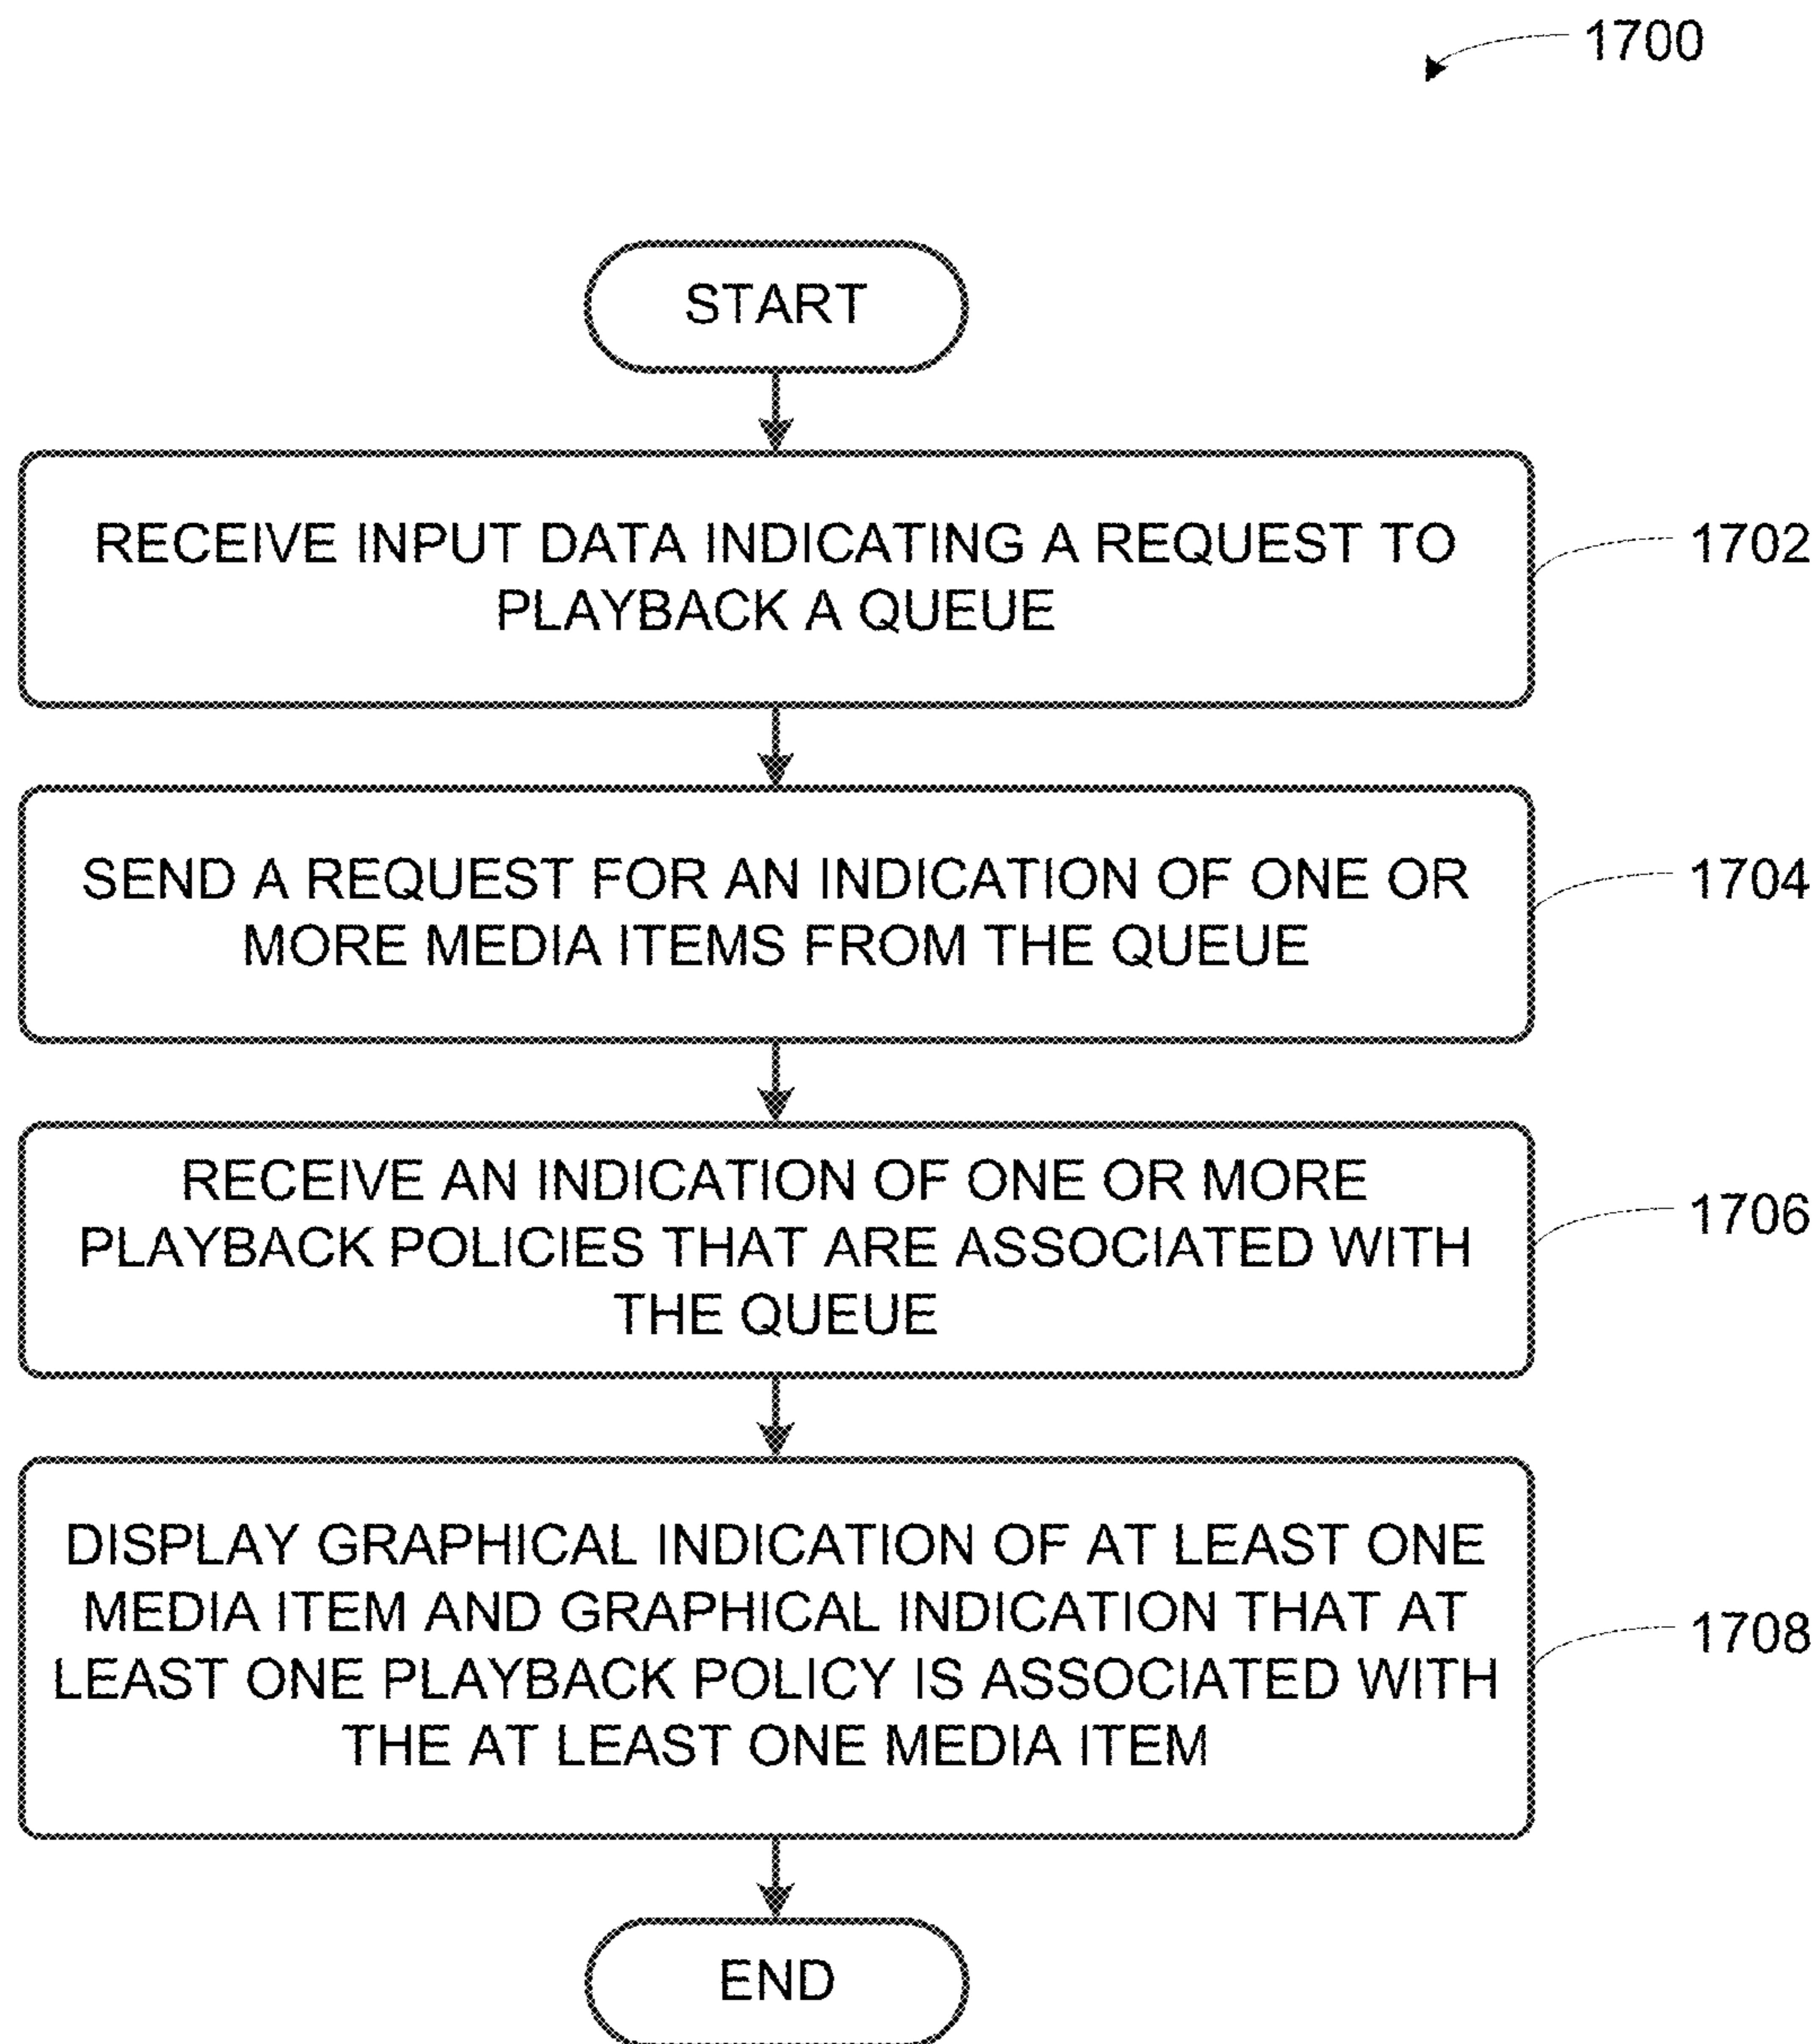 1700
START
RECEIVE INPUT DATA INDICATING A REQUEST TO
PLAYBACK A QUEUE
1702
SEND A REQUEST FOR AN INDICATION OF ONE OR
MORE MEDIA ITEMS FROM THE QUEUE
1704
RECEIVE AN INDICATION OF ONE OR MORE
PLAYBACK POLICIES THAT ARE ASSOCIATED WITH
THE QUEUE
1706
DISPLAY GRAPHICAL INDICATION OF AT LEAST ONE
MEDIA ITEM AND GRAPHICAL INDICATION THAT AT
LEAST ONE PLAYBACK POLICY IS ASSOCIATED WITH
THE AT LEAST ONE MEDIA ITEM
1708
END